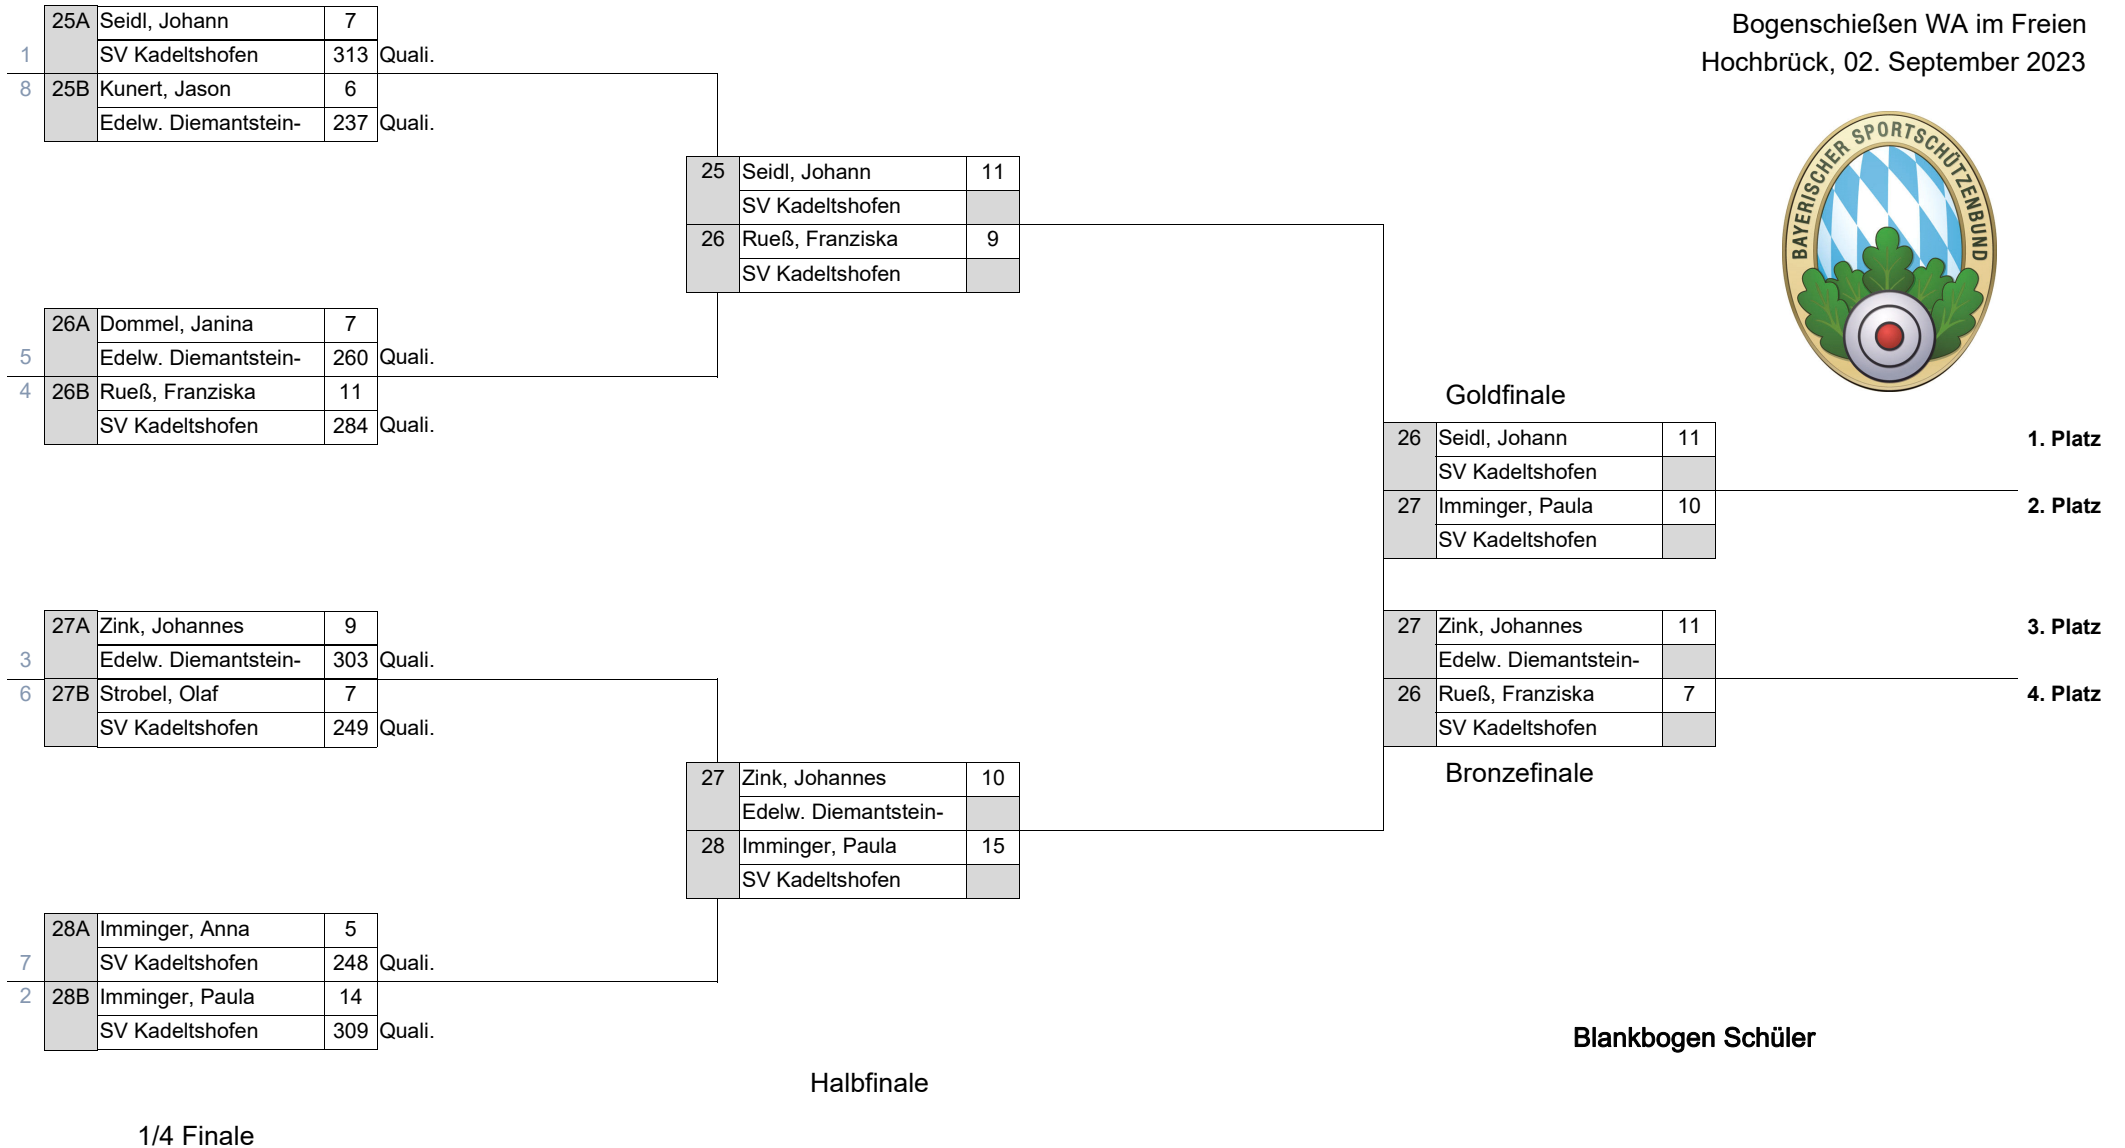 Bogenschießen WA im Freien
Hochbrück, 02. September 2023
BAYERISCHER SPORTSCHÜTZENBUND
25A Seidl, Johann 7
1 SV Kadeltshofen 313 Quali.
8 25B Kunert, Jason 6
Edelw. Diemantstein- 237 Quali.
26A Dommel, Janina 7
5 Edelw. Diemantstein- 260 Quali.
4 26B Rueß, Franziska 11
SV Kadeltshofen 284 Quali.
27A Zink, Johannes 9
3 Edelw. Diemantstein- 303 Quali.
6 27B Strobel, Olaf 7
SV Kadeltshofen 249 Quali.
28A Imminger, Anna 5
7 SV Kadeltshofen 248 Quali.
2 28B Imminger, Paula 14
SV Kadeltshofen 309 Quali.
1/4 Finale
25 Seidl, Johann 11
SV Kadeltshofen
26 Rueß, Franziska 9
SV Kadeltshofen
27 Zink, Johannes 10
Edelw. Diemantstein-
28 Imminger, Paula 15
SV Kadeltshofen
Halbfinale
Goldfinale
26 Seidl, Johann 11 1. Platz
SV Kadeltshofen
27 Imminger, Paula 10 2. Platz
SV Kadeltshofen
27 Zink, Johannes 11 3. Platz
Edelw. Diemantstein-
26 Rueß, Franziska 7 4. Platz
SV Kadeltshofen
Bronzefinale
Blankbogen Schüler